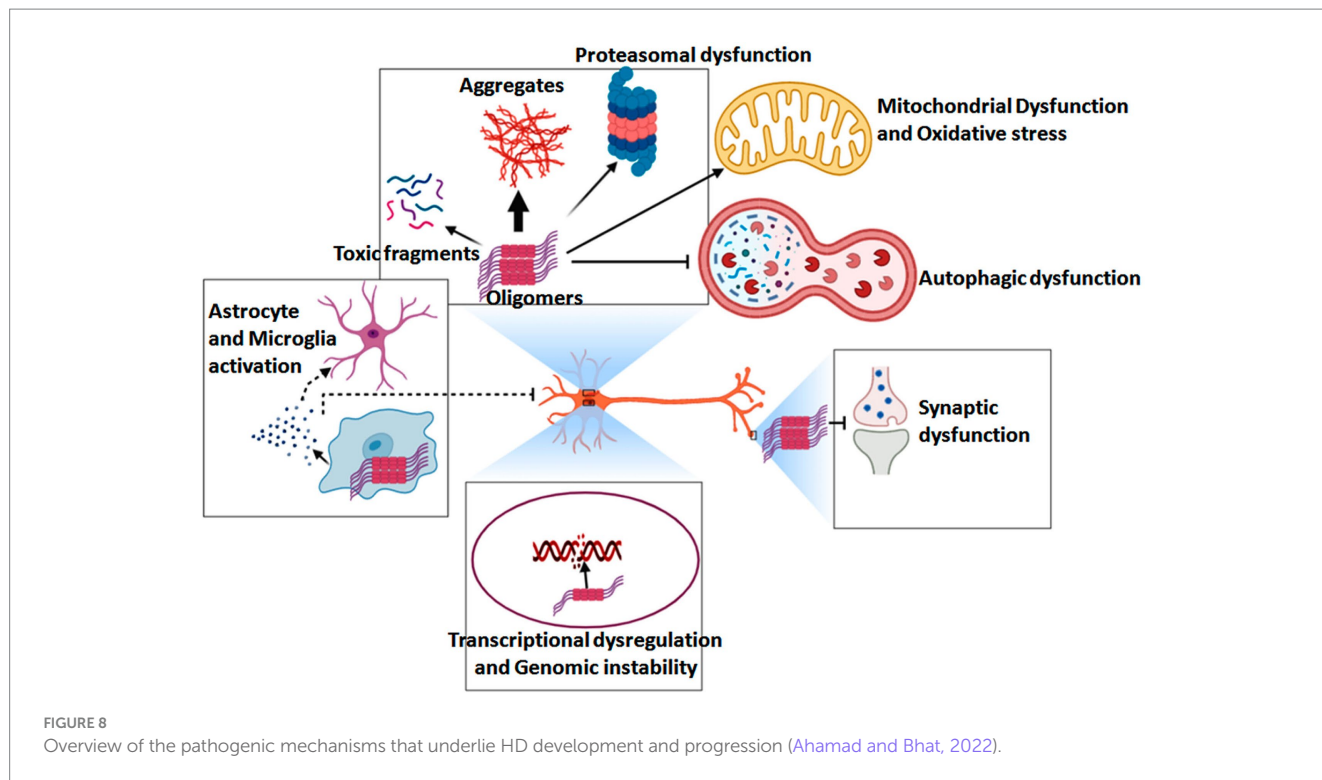 Proteasomal dysfunction
Aggregates
Mitochondrial Dysfunction
and Oxidative stress
Toxic fragments
Oligomers
Autophagic dysfunction
Astrocyte
and Microglia
activation
Synaptic
dysfunction
Transcriptional dysregulation
and Genomic instability
FIGURE 8
Overview of the pathogenic mechanisms that underlie HD development and progression (Ahamad and Bhat, 2022).